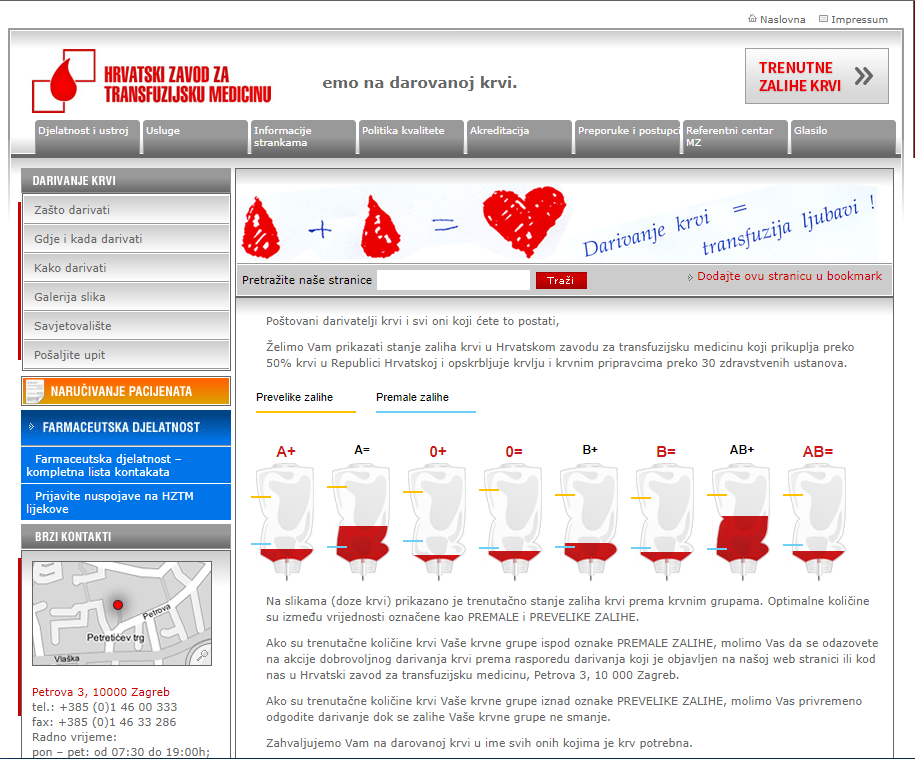 Naslovna
Impressum
HRVATSKI ZAVOD ZA
TRANSFUZIJSKU MEDICINU
emo na darovanoj krvi.
TRENUTNE
ZALIHE KRVI
Djelatnost i ustroj
Usluge
Informacije
strankama
Politika kvalitete
Akreditacija
Preporuke i postupci
Referentni centar
MZ
Glasilo
DARIVANJE KRVI
Zašto darivati
Gdje i kada darivati
Kako darivati
Galerija slika
Savjetovalište
Pošaljite upit
NARUČIVANJE PACIJENATA
FARMACEUTSKA DJELATNOST
Farmaceutska djelatnost –
kompletna lista kontakata
Prijavite nuspojave na HZTM
lijekove
BRZI KONTAKTI
Petrova
Petretićev trg
Vlaška
Petrova 3, 10000 Zagreb
tel.: +385 (0)1 46 00 333
fax: +385 (0)1 46 33 286
Radno vrijeme:
pon – pet: od 07:30 do 19:00h;
+ =
Darivanje krvi =
transfuzija ljubavi !
Pretražite naše stranice
Traži
Dodajte ovu stranicu u bookmark
Poštovani darivatelji krvi i svi oni koji ćete to postati,
Želimo Vam prikazati stanje zaliha krvi u Hrvatskom zavodu za transfuzijsku medicinu koji prikuplja preko
50% krvi u Republici Hrvatskoj i opskrbljuje krvlju i krvnim pripravcima preko 30 zdravstvenih ustanova.
Prevelike zalihe
Premale zalihe
A+ A= 0+ 0= B+ B= AB+ AB=
Na slikama (doze krvi) prikazano je trenutačno stanje zaliha krvi prema krvnim grupama. Optimalne količine
su između vrijednosti označene kao PREMALE i PREVELIKE ZALIHE.
Ako su trenutačne količine krvi Vaše krvne grupe ispod oznake PREMALE ZALIHE, molimo Vas da se odazovete
na akcije dobrovoljnog darivanja krvi prema rasporedu darivanja koji je objavljen na našoj web stranici ili kod
nas u Hrvatski zavod za transfuzijsku medicinu, Petrova 3, 10 000 Zagreb.
Ako su trenutačne količine krvi Vaše krvne grupe iznad oznake PREVELIKE ZALIHE, molimo Vas privremeno
odgodite darivanje dok se zalihe Vaše krvne grupe ne smanje.
Zahvaljujemo Vam na darovanoj krvi u ime svih onih kojima je krv potrebna.